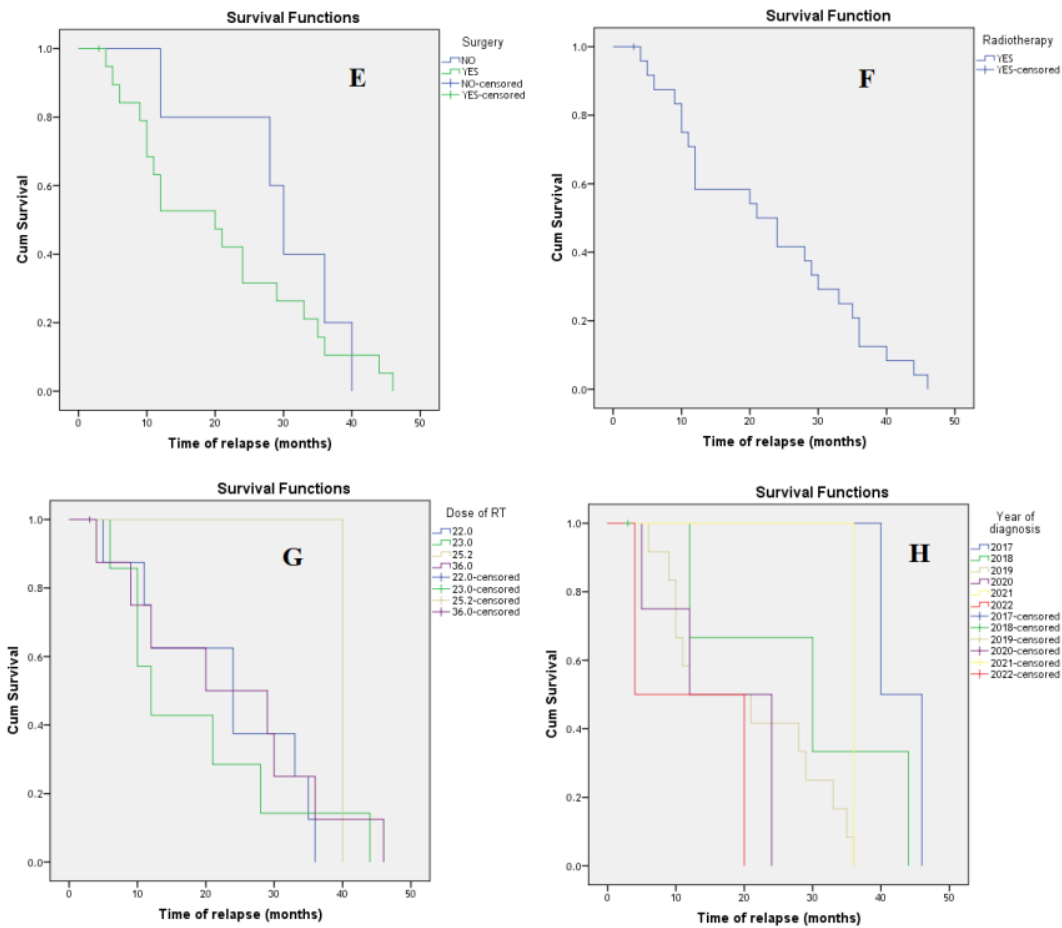 Survival Functions
Surgery
NO
YES
NO-censored
YES-censored
E
1.0
0.8
0.6
0.4
0.2
0.0
Cum Survival
0 10 20 30 40 50
Time of relapse (months)
Survival Function
Radiotherapy
YES
YES-censored
F
1.0
0.8
0.6
0.4
0.2
0.0
Cum Survival
0 10 20 30 40 50
Time of relapse (months)
Survival Functions
Dose of RT
22.0
23.0
25.2
36.0
22.0-censored
23.0-censored
25.2-censored
36.0-censored
G
1.0
0.8
0.6
0.4
0.2
0.0
Cum Survival
0 10 20 30 40 50
Time of relapse (months)
Survival Functions
Year of
diagnosis
2017
2018
2019
2020
2021
2022
2017-censored
2018-censored
2019-censored
2020-censored
2021-censored
2022-censored
H
1.0
0.8
0.6
0.4
0.2
0.0
Cum Survival
0 10 20 30 40 50
Time of relapse (months)